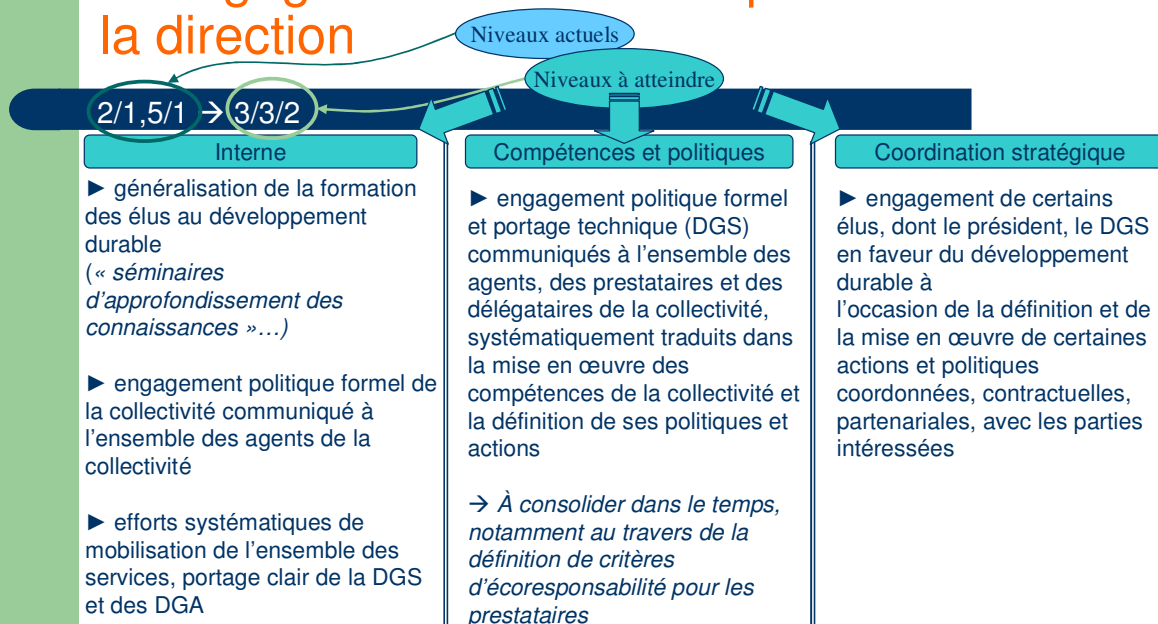 la direction
Niveaux actuels
Niveaux à atteindre
2/1,5/1 → 3/3/2
Interne
► généralisation de la formation
des élus au développement
durable
(« séminaires
d'approfondissement des
connaissances »…)
► engagement politique formel de
la collectivité communiqué à
l'ensemble des agents de la
collectivité
► efforts systématiques de
mobilisation de l'ensemble des
services, portage clair de la DGS
et des DGA
Compétences et politiques
► engagement politique formel
et portage technique (DGS)
communiqués à l'ensemble des
agents, des prestataires et des
délégataires de la collectivité,
systématiquement traduits dans
la mise en œuvre des
compétences de la collectivité et
la définition de ses politiques et
actions
→ À consolider dans le temps,
notamment au travers de la
définition de critères
d'écoresponsabilité pour les
prestataires
Coordination stratégique
► engagement de certains
élus, dont le président, le DGS
en faveur du développement
durable à
l'occasion de la définition et de
la mise en œuvre de certaines
actions et politiques
coordonnées, contractuelles,
partenariales, avec les parties
intéressées